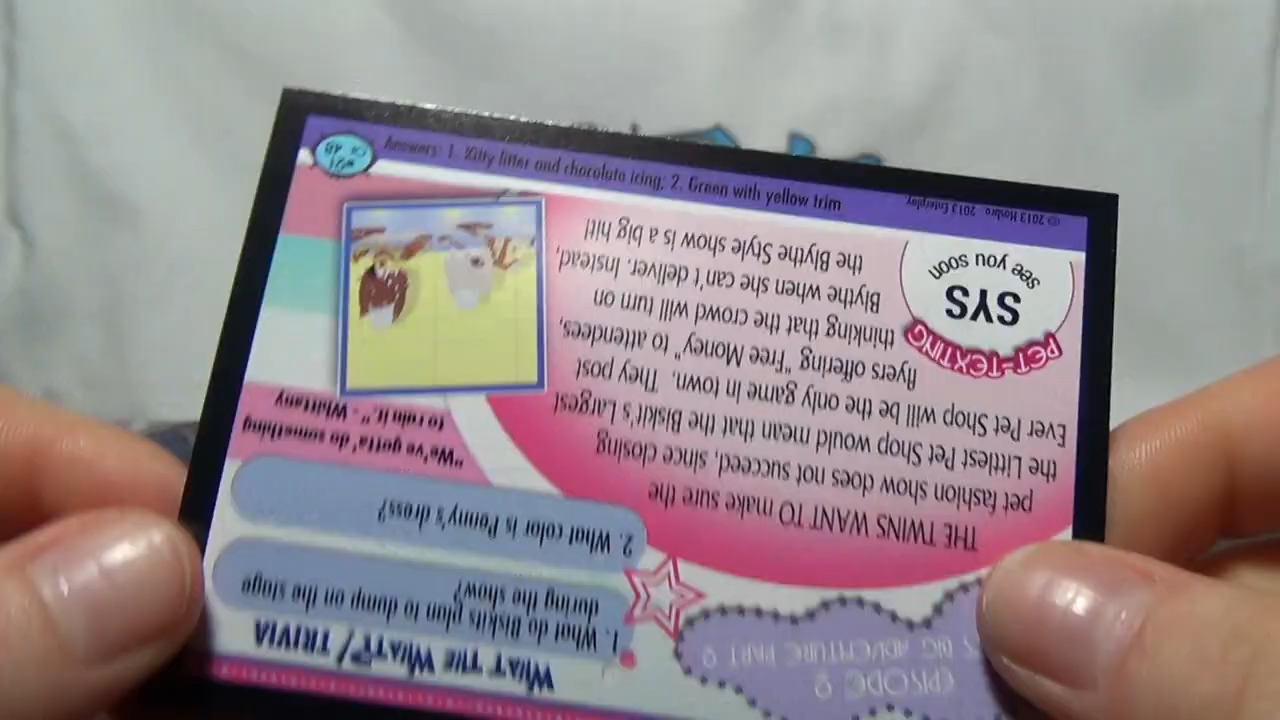 EPISODE 9
BIG ADVENTURE PART 2
THE TWINS WANT TO make sure the
pet fashion show does not succeed, since closing
the Littlest Pet Shop would mean that the Biskit's Largest
Ever Pet Shop will be the only game in town. They post
flyers offering "Free Money" to attendees,
thinking that the crowd will turn on
Blythe when she can't deliver. Instead,
the Blythe Style show is a big hit!
PET-TEXTING
SYS
See you soon
WHAT THE WHAT?! TRIVIA
1. What do Biskits plan to dump on the stage
during the show?
2. What color is Penny's dress?
"We've gotta' do something
to ruin it." - Whittany
© 2013 Hasbro 2013 Enterplay
Answers: 1. Kitty litter and chocolate icing; 2. Green with yellow trim
OF 48